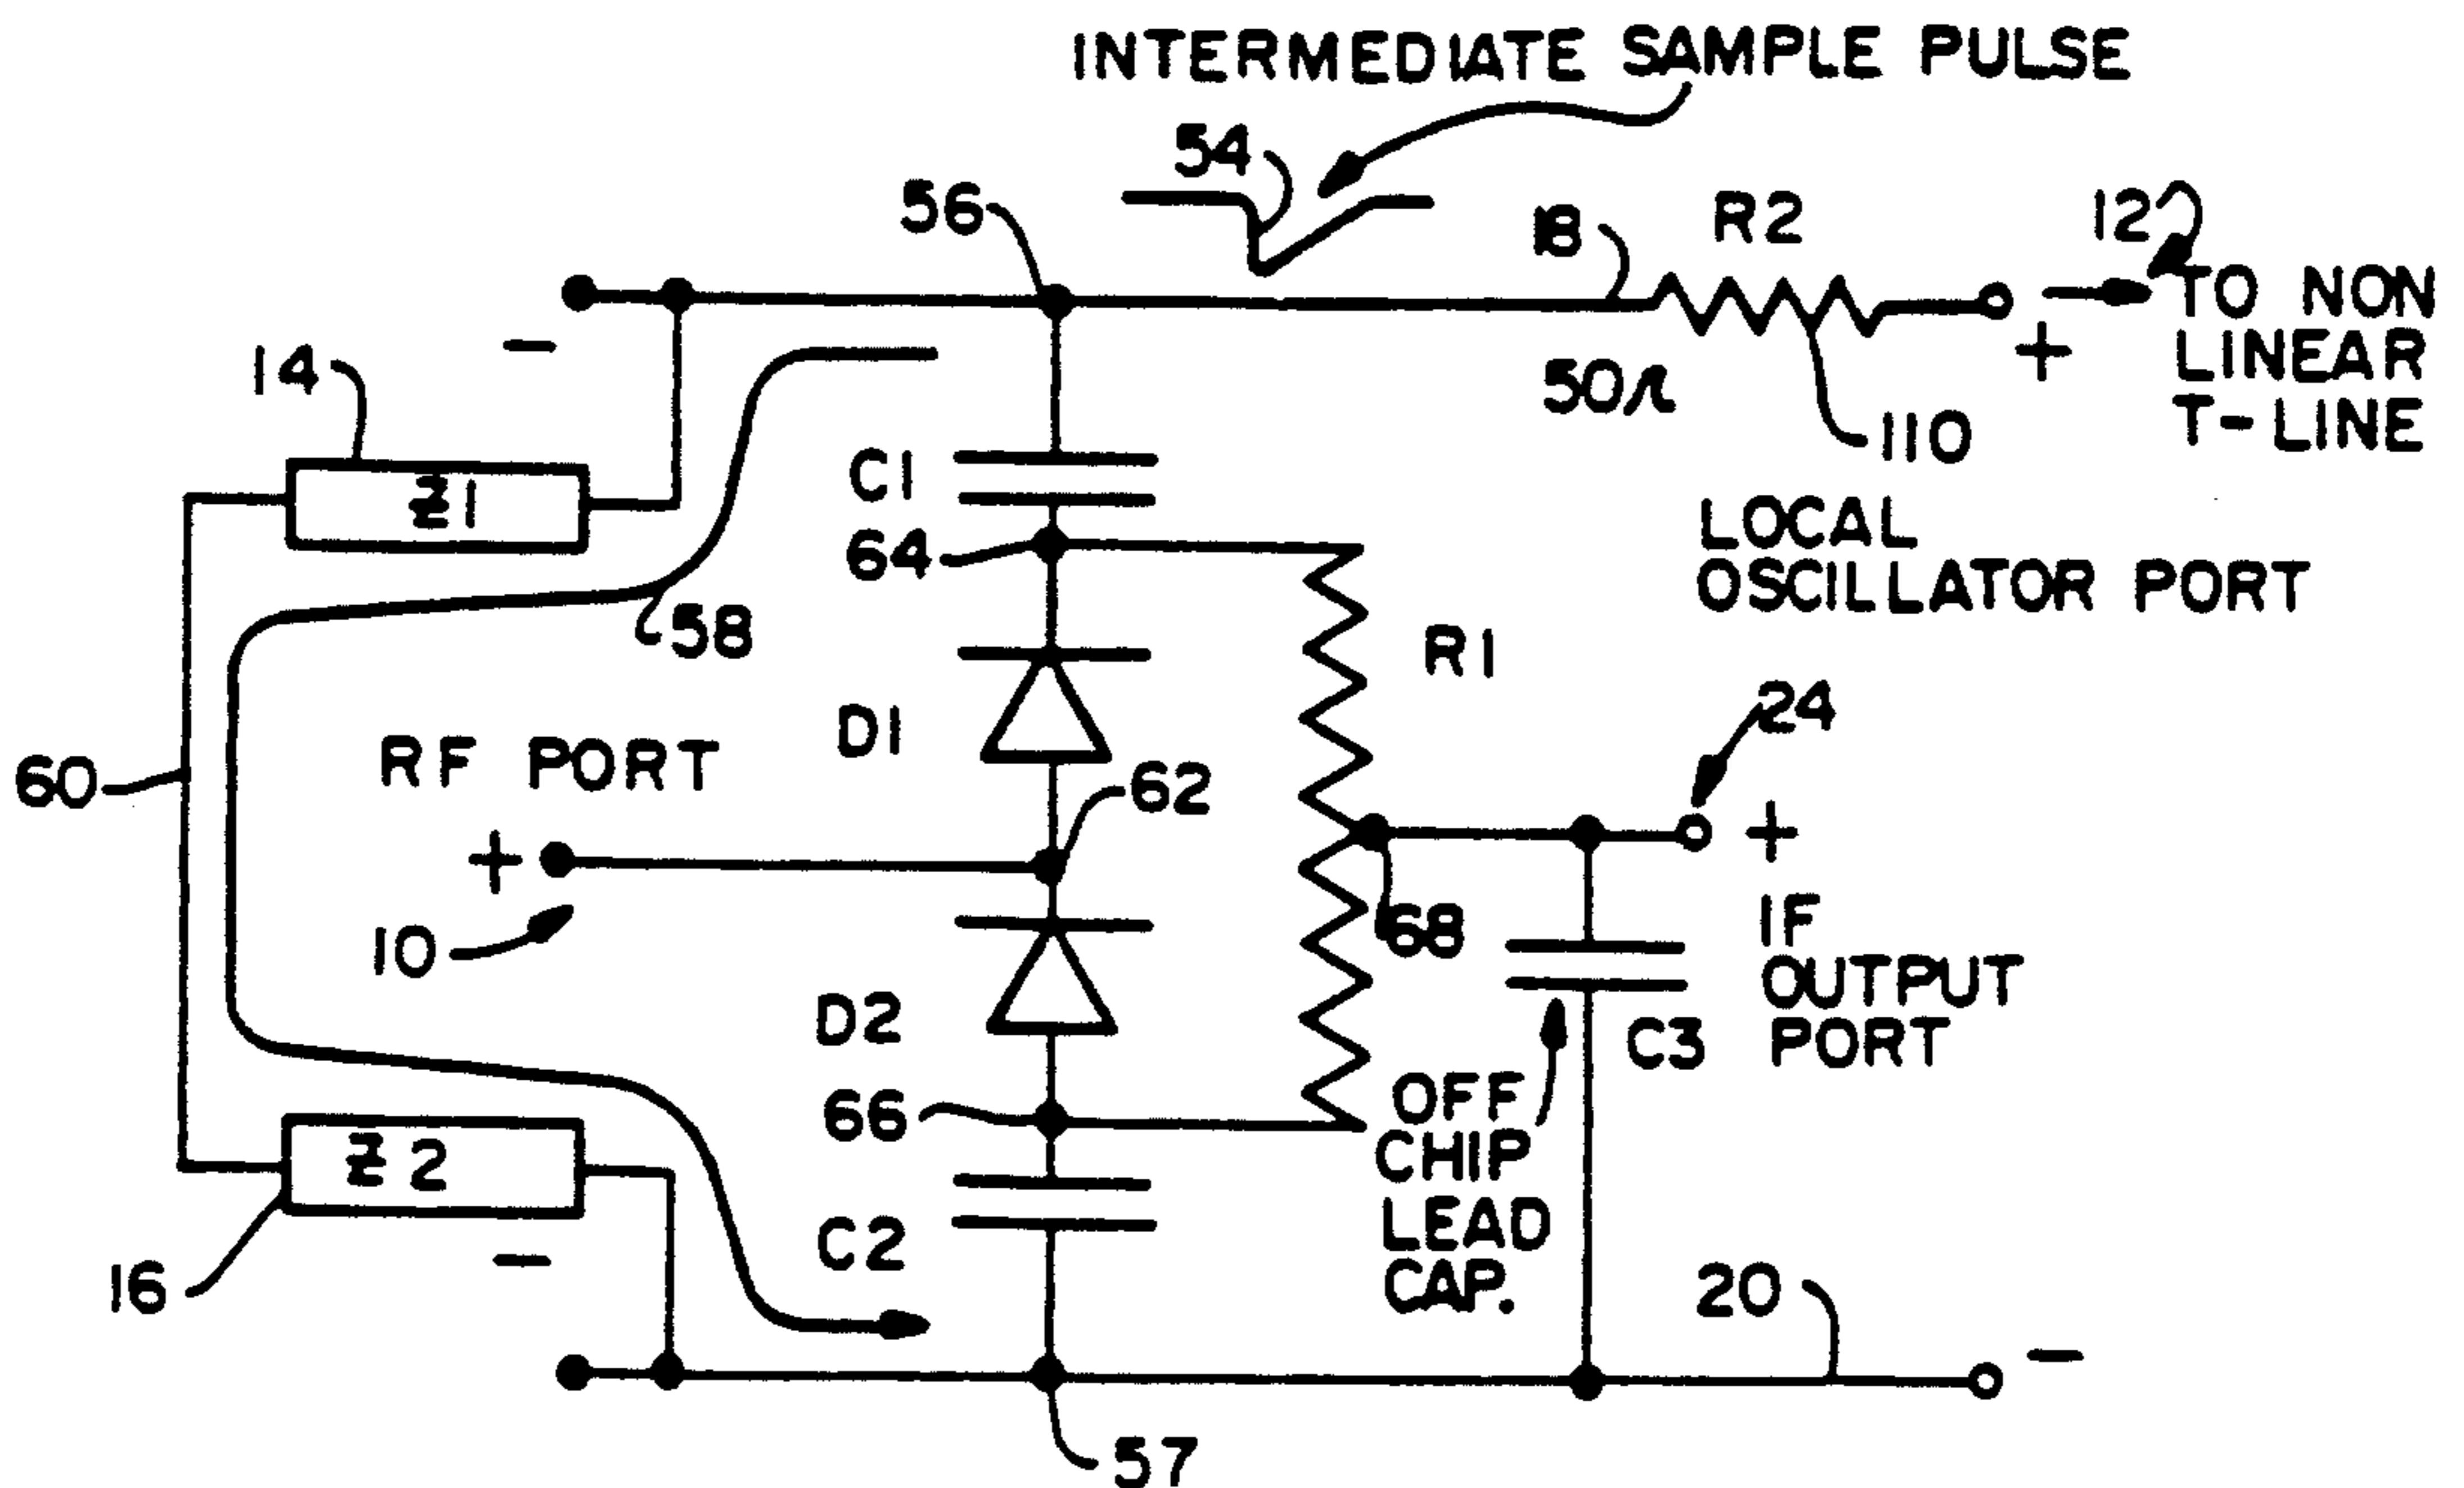 INTERMEDIATE SAMPLE PULSE
54
56
18
R2
12
TO NON
LINEAR
T-LINE
+
-
14
50Ω
110
Z1
C1
64
58
LOCAL
OSCILLATOR PORT
R1
24
D1
RF PORT
60
62
+
+
10
68
IF
OUTPUT
PORT
D2
C3
66
OFF
CHIP
LEAD
CAP.
Z2
C2
16
-
20
-
57